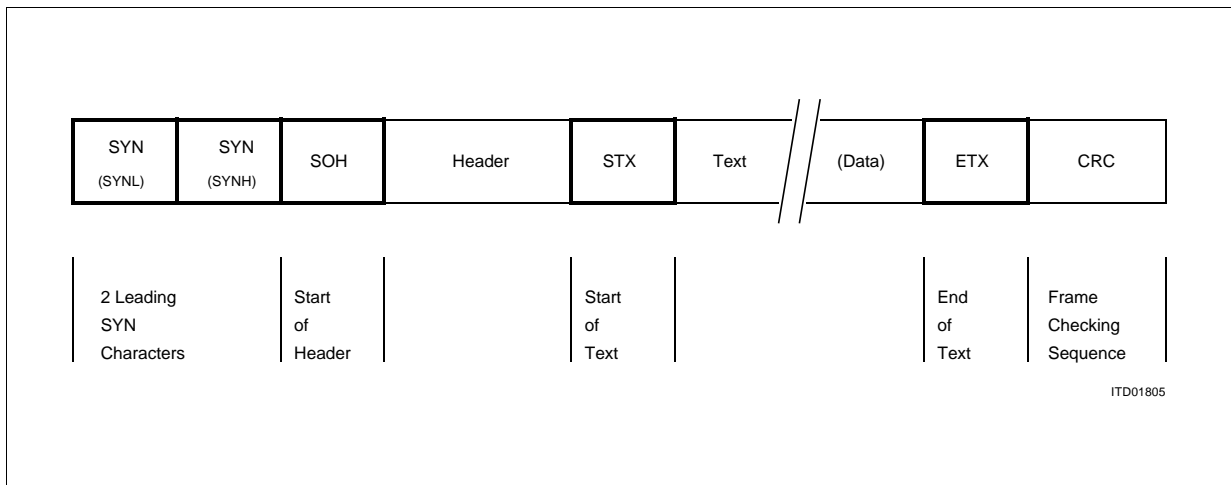 SYN SYN SOH Header STX Text (Data) ETX CRC
(SYNL) (SYNH)
2 Leading Start Start End Frame
SYN of of of Checking
Characters Header Text Text Sequence
ITD01805